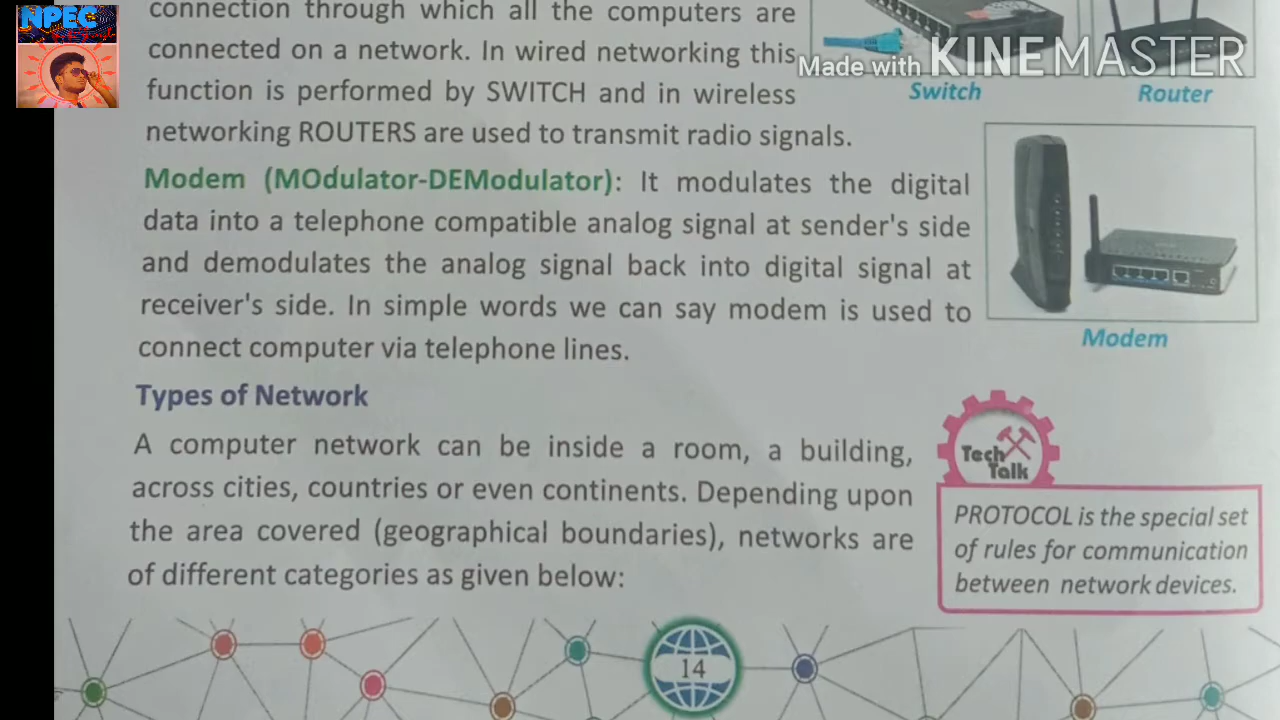 NPEC
connection through which all the computers are
connected on a network. In wired networking this
function is performed by SWITCH and in wireless
networking ROUTERS are used to transmit radio signals.
Made with KINEMASTER
Switch
Router
Modem (MOdulator-DEModulator): It modulates the digital
data into a telephone compatible analog signal at sender's side
and demodulates the analog signal back into digital signal at
receiver's side. In simple words we can say modem is used to
connect computer via telephone lines.
Modem
Types of Network
A computer network can be inside a room, a building,
across cities, countries or even continents. Depending upon
the area covered (geographical boundaries), networks are
of different categories as given below:
Tech
Talk
PROTOCOL is the special set
of rules for communication
between network devices.
14